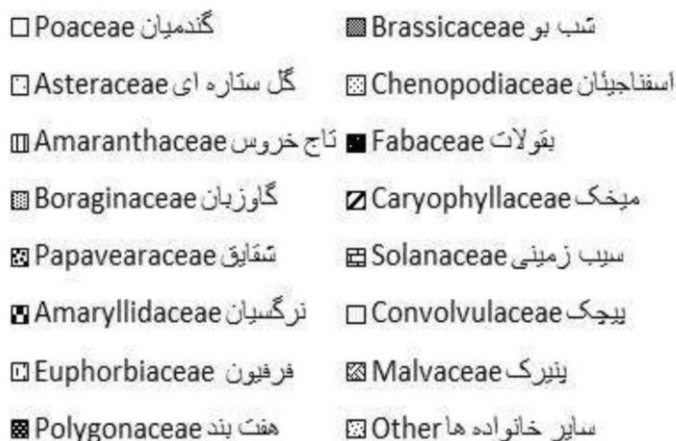 Poaceae گندمیان Brassicaceae شب بو
Asteraceae گل ستاره ای Chenopodiaceae اسفناجیئان
Amaranthaceae تاج خروس Fabaceae بقولات
Boraginaceae گاوزبان Caryophyllaceae میخک
Papavearaceae شقایق Solanaceae سیب زمینی
Amaryllidaceae نرگسیان Convolvulaceae پیچک
Euphorbiaceae فرفیون Malvaceae پنیرک
Polygonaceae هفت بند Other سایر خانواده ها